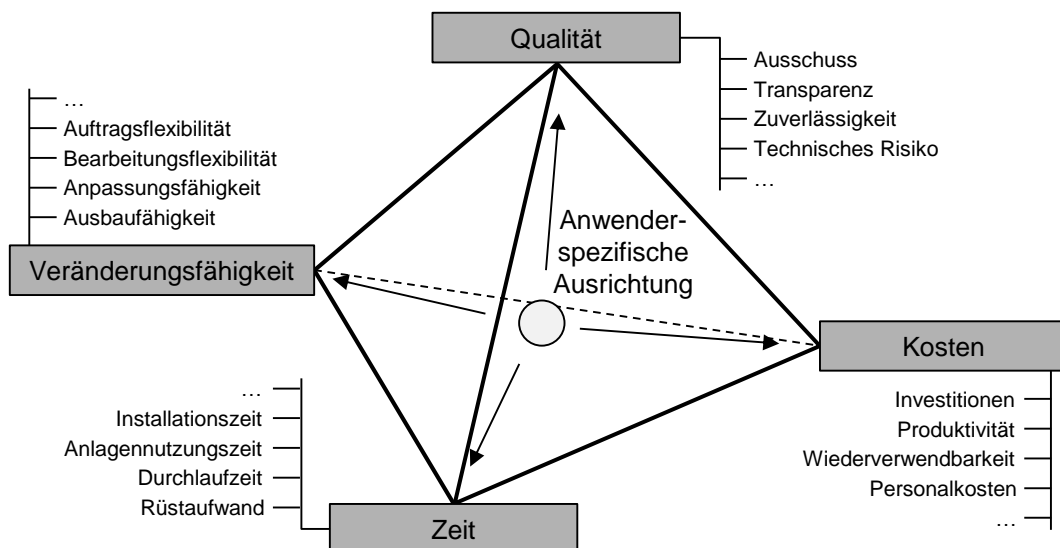 Qualität
Ausschuss
Transparenz
Zuverlässigkeit
Technisches Risiko
…
…
Auftragsflexibilität
Bearbeitungsflexibilität
Anpassungsfähigkeit
Ausbaufähigkeit
Veränderungsfähigkeit
Anwender-
spezifische
Ausrichtung
Kosten
Investitionen
Produktivität
Wiederverwendbarkeit
Personalkosten
…
…
Installationszeit
Anlagennutzungszeit
Durchlaufzeit
Rüstaufwand
Zeit